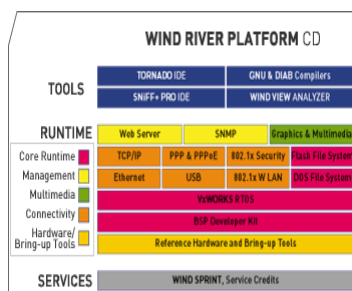 WIND RIVER PLATFORM CD
TOOLS
TORNADO IDE
GNU & DIAB Compilers
SNiFF+ PRO IDE
WIND VIEW ANALYZER
RUNTIME
Web Server
SNMP
Graphics & Multimedia
Core Runtime
Management
Multimedia
Connectivity
Hardware/
Bring-up Tools
TCP/IP
PPP & PPPoE
802.1x Security
Flash File System
Ethernet
USB
802.1x W LAN
DOS File System
VxWORKS RTOS
BSP Developer Kit
Reference Hardware and Bring-up Tools
SERVICES
WIND SPRINT, Service Credits